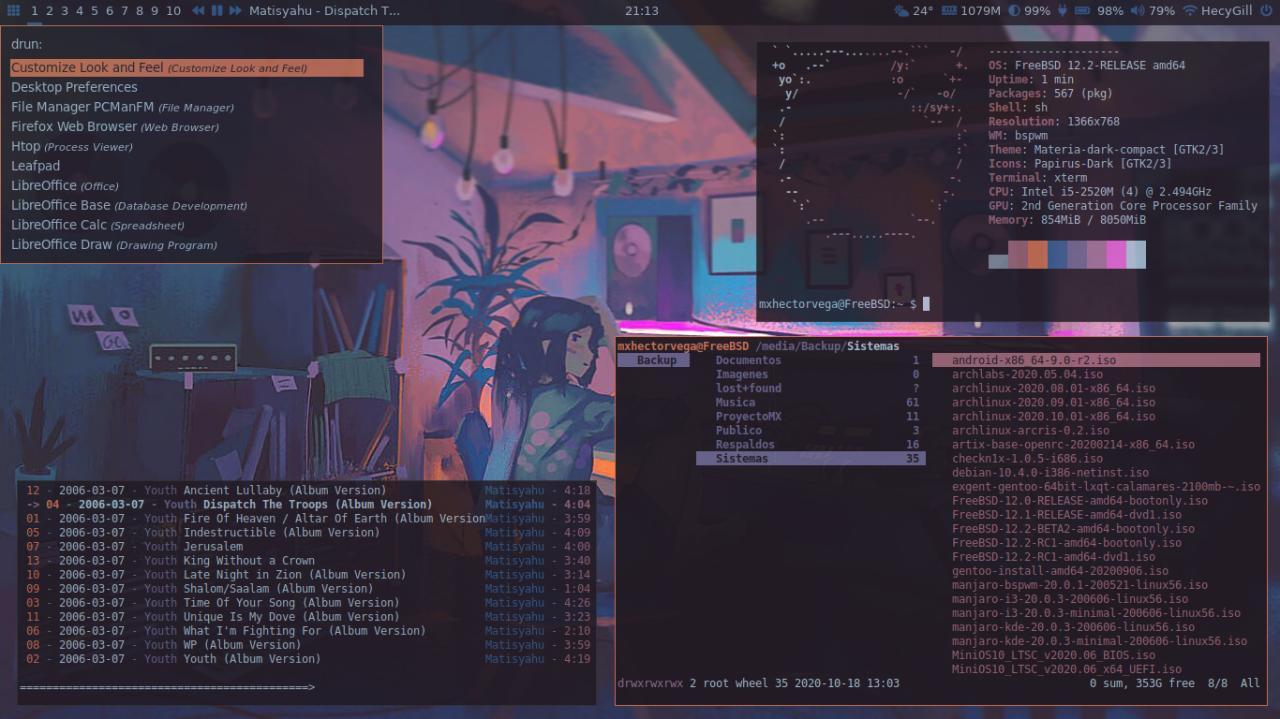 1 2 3 4 5 6 7 8 9 10 Matisyahu - Dispatch T... 21:13 24° 1079M 99% 98% 79% HecyGill
drun:
Customize Look and Feel (Customize Look and Feel)
Desktop Preferences
File Manager PCManFM (File Manager)
Firefox Web Browser (Web Browser)
Htop (Process Viewer)
Leafpad
LibreOffice (Office)
LibreOffice Base (Database Development)
LibreOffice Calc (Spreadsheet)
LibreOffice Draw (Drawing Program)
-------------------
OS: FreeBSD 12.2-RELEASE amd64
Uptime: 1 min
Packages: 567 (pkg)
Shell: sh
Resolution: 1366x768
WM: bspwm
Theme: Materia-dark-compact [GTK2/3]
Icons: Papirus-Dark [GTK2/3]
Terminal: xterm
CPU: Intel i5-2520M (4) @ 2.494GHz
GPU: 2nd Generation Core Processor Family
Memory: 854MiB / 8050MiB
mxhectorvega@FreeBSD:~ $
12 - 2006-03-07 - Youth Ancient Lullaby (Album Version) Matisyahu - 4:18
-> 04 - 2006-03-07 - Youth Dispatch The Troops (Album Version) Matisyahu - 4:04
01 - 2006-03-07 - Youth Fire Of Heaven / Altar Of Earth (Album Version Matisyahu - 3:59
05 - 2006-03-07 - Youth Indestructible (Album Version) Matisyahu - 4:09
07 - 2006-03-07 - Youth Jerusalem Matisyahu - 4:00
13 - 2006-03-07 - Youth King Without a Crown Matisyahu - 3:40
10 - 2006-03-07 - Youth Late Night in Zion (Album Version) Matisyahu - 3:14
09 - 2006-03-07 - Youth Shalom/Saalam (Album Version) Matisyahu - 1:04
03 - 2006-03-07 - Youth Time Of Your Song (Album Version) Matisyahu - 4:26
11 - 2006-03-07 - Youth Unique Is My Dove (Album Version) Matisyahu - 3:23
06 - 2006-03-07 - Youth What I'm Fighting For (Album Version) Matisyahu - 2:10
08 - 2006-03-07 - Youth WP (Album Version) Matisyahu - 3:59
02 - 2006-03-07 - Youth Youth (Album Version) Matisyahu - 4:19
============================================>
mxhectorvega@FreeBSD /media/Backup/Sistemas
Backup Documentos 1 android-x86_64-9.0-r2.iso
Imagenes 0 archlabs-2020.05.04.iso
lost+found ? archlinux-2020.08.01-x86_64.iso
Musica 61 archlinux-2020.09.01-x86_64.iso
ProyectoMX 11 archlinux-2020.10.01-x86_64.iso
Publico 3 archlinux-arcris-0.2.iso
Respaldos 16 artix-base-openrc-20200214-x86_64.iso
Sistemas 35 checkn1x-1.0.5-i686.iso
debian-10.4.0-i386-netinst.iso
exgent-gentoo-64bit-lxqt-calamares-2100mb-~.iso
FreeBSD-12.0-RELEASE-amd64-bootonly.iso
FreeBSD-12.1-RELEASE-amd64-dvd1.iso
FreeBSD-12.2-BETA2-amd64-bootonly.iso
FreeBSD-12.2-RC1-amd64-bootonly.iso
FreeBSD-12.2-RC1-amd64-dvd1.iso
gentoo-install-amd64-20200906.iso
manjaro-bspwm-20.0.1-200521-linux56.iso
manjaro-i3-20.0.3-200606-linux56.iso
manjaro-i3-20.0.3-minimal-200606-linux56.iso
manjaro-kde-20.0.3-200606-linux56.iso
manjaro-kde-20.0.3-minimal-200606-linux56.iso
MiniOS10_LTSC_v2020.06_BIOS.iso
MiniOS10_LTSC_v2020.06_x64_UEFI.iso
drwxrwxrwx 2 root wheel 35 2020-10-18 13:03 0 sum, 353G free 8/8 All